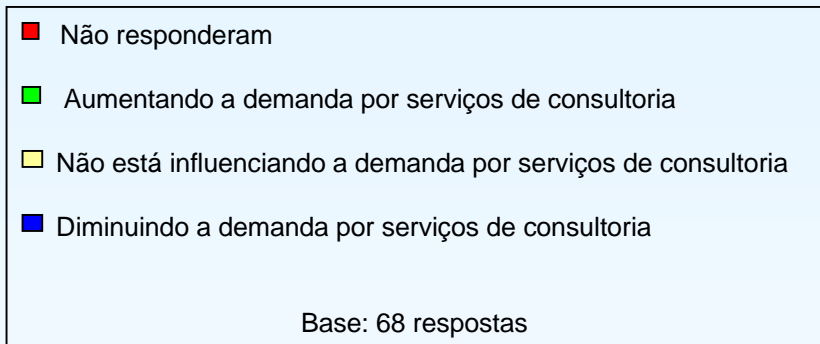 Não responderam
Aumentando a demanda por serviços de consultoria
Não está influenciando a demanda por serviços de consultoria
Diminuindo a demanda por serviços de consultoria
Base: 68 respostas